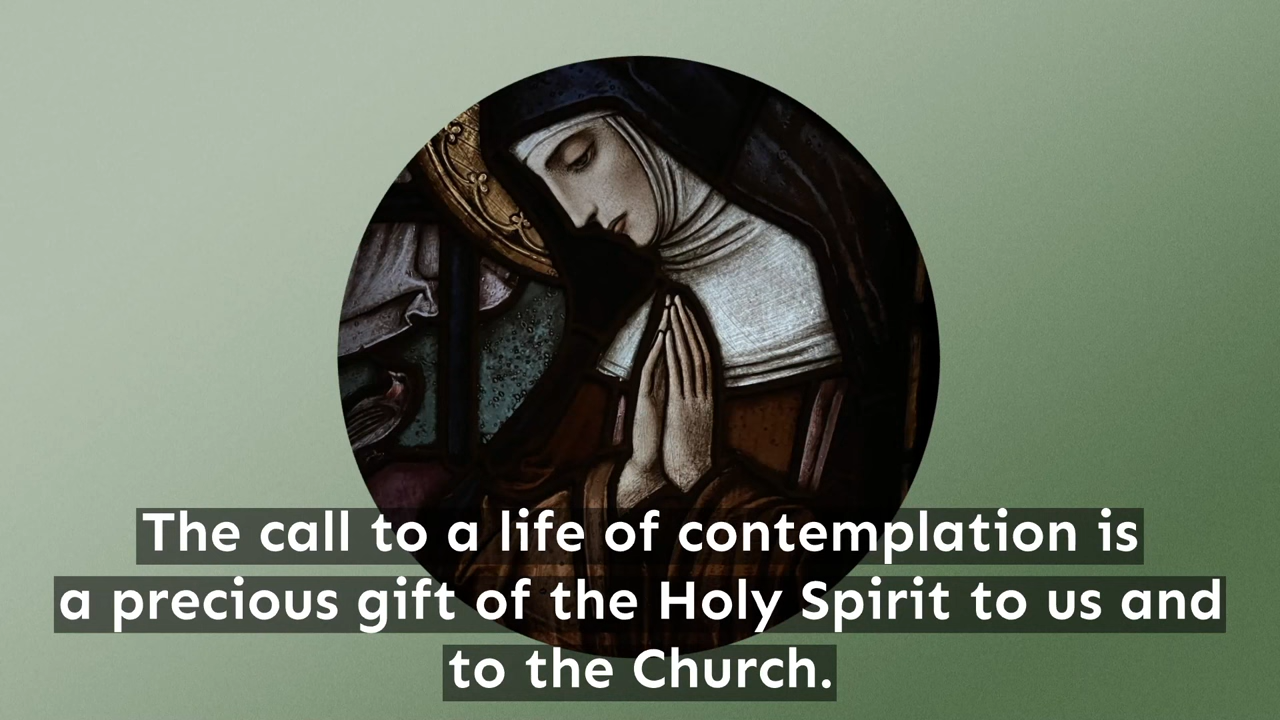 The call to a life of contemplation is
a precious gift of the Holy Spirit to us and
to the Church.